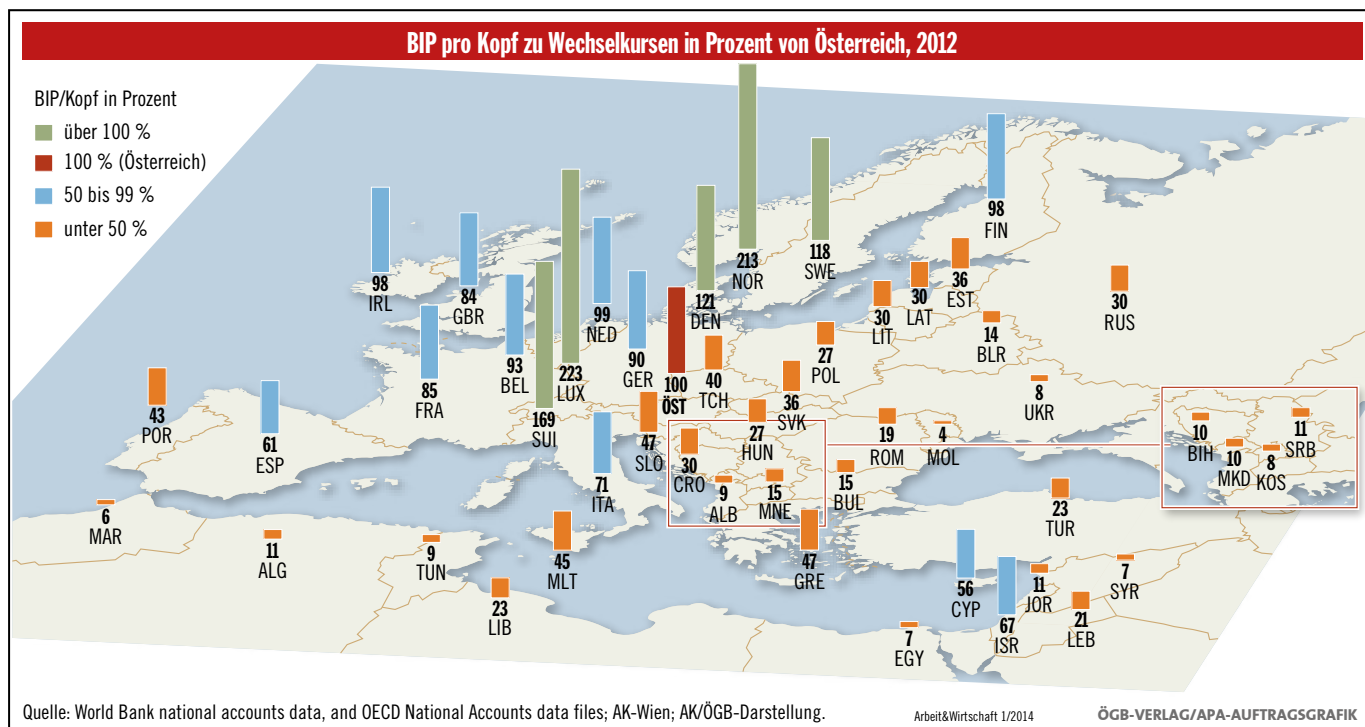 BIP pro Kopf zu Wechselkursen in Prozent von Österreich, 2012
BIP/Kopf in Prozent
über 100 %
100 % (Österreich)
50 bis 99 %
unter 50 %
98
IRL
84
GBR
85
FRA
93
BEL
169
SUI
223
LUX
99
NED
90
GER
100
ÖST
121
DEN
213
NOR
118
SWE
98
FIN
36
EST
30
LAT
30
LIT
14
BLR
30
RUS
27
POL
40
TCH
36
SVK
8
UKR
43
POR
61
ESP
71
ITA
47
SLO
30
CRO
27
HUN
19
ROM
4
MOL
9
ALB
15
MNE
15
BUL
10
BIH
10
MKD
8
KOS
11
SRB
6
MAR
11
ALG
9
TUN
23
LIB
45
MLT
47
GRE
23
TUR
56
CYP
67
ISR
11
JOR
21
LEB
7
SYR
7
EGY
Quelle: World Bank national accounts data, and OECD National Accounts data files; AK-Wien; AK/ÖGB-Darstellung.
Arbeit&Wirtschaft 1/2014
ÖGB-VERLAG/APA-AUFTRAGSGRAFIK